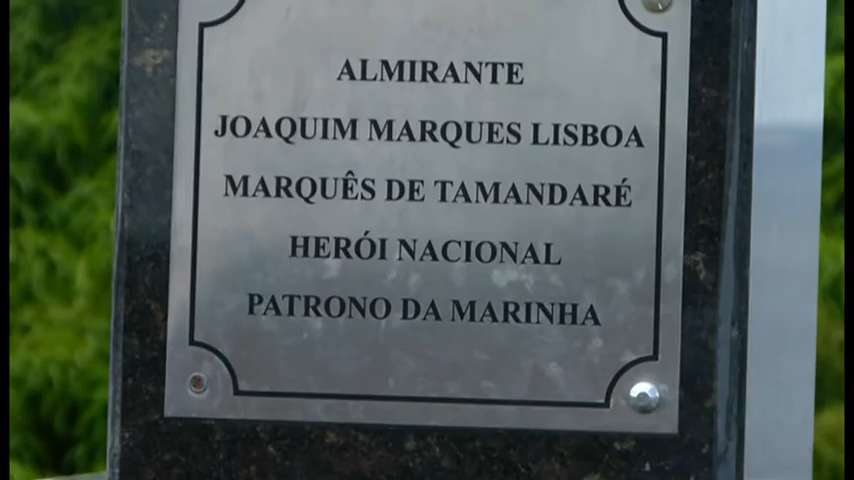 ALMIRANTE
JOAQUIM MARQUES LISBOA
MARQUÊS DE TAMANDARÉ
HERÓI NACIONAL
PATRONO DA MARINHA